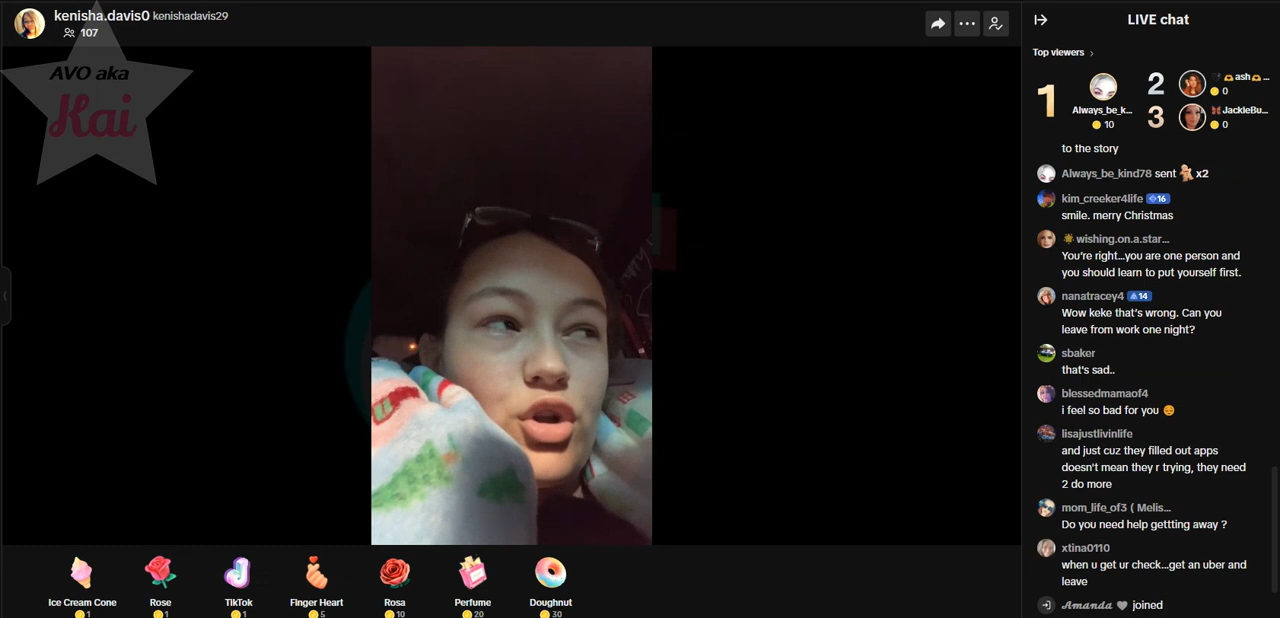 kenisha.davis0 kenishadavis29
107
AVO aka
Kai
LIVE chat
Top viewers
1
Always_be_k...
10
2
ash ...
0
3
JackieBu...
0
to the story
Always_be_kind78 sent x2
kim_creeker4life 16
smile. merry Christmas
wishing.on.a.star...
You're right...you are one person and
you should learn to put yourself first.
nanatracey4 14
Wow keke that's wrong. Can you
leave from work one night?
sbaker
that's sad..
blessedmamaof4
i feel so bad for you
lisajustlivinlife
and just cuz they filled out apps
doesn't mean they r trying, they need
2 do more
mom_life_of3 ( Melis...
Do you need help gettting away ?
xtina0110
when u get ur check...get an uber and
leave
Amanda joined
Ice Cream Cone
1
Rose
1
TikTok
1
Finger Heart
5
Rosa
10
Perfume
20
Doughnut
30